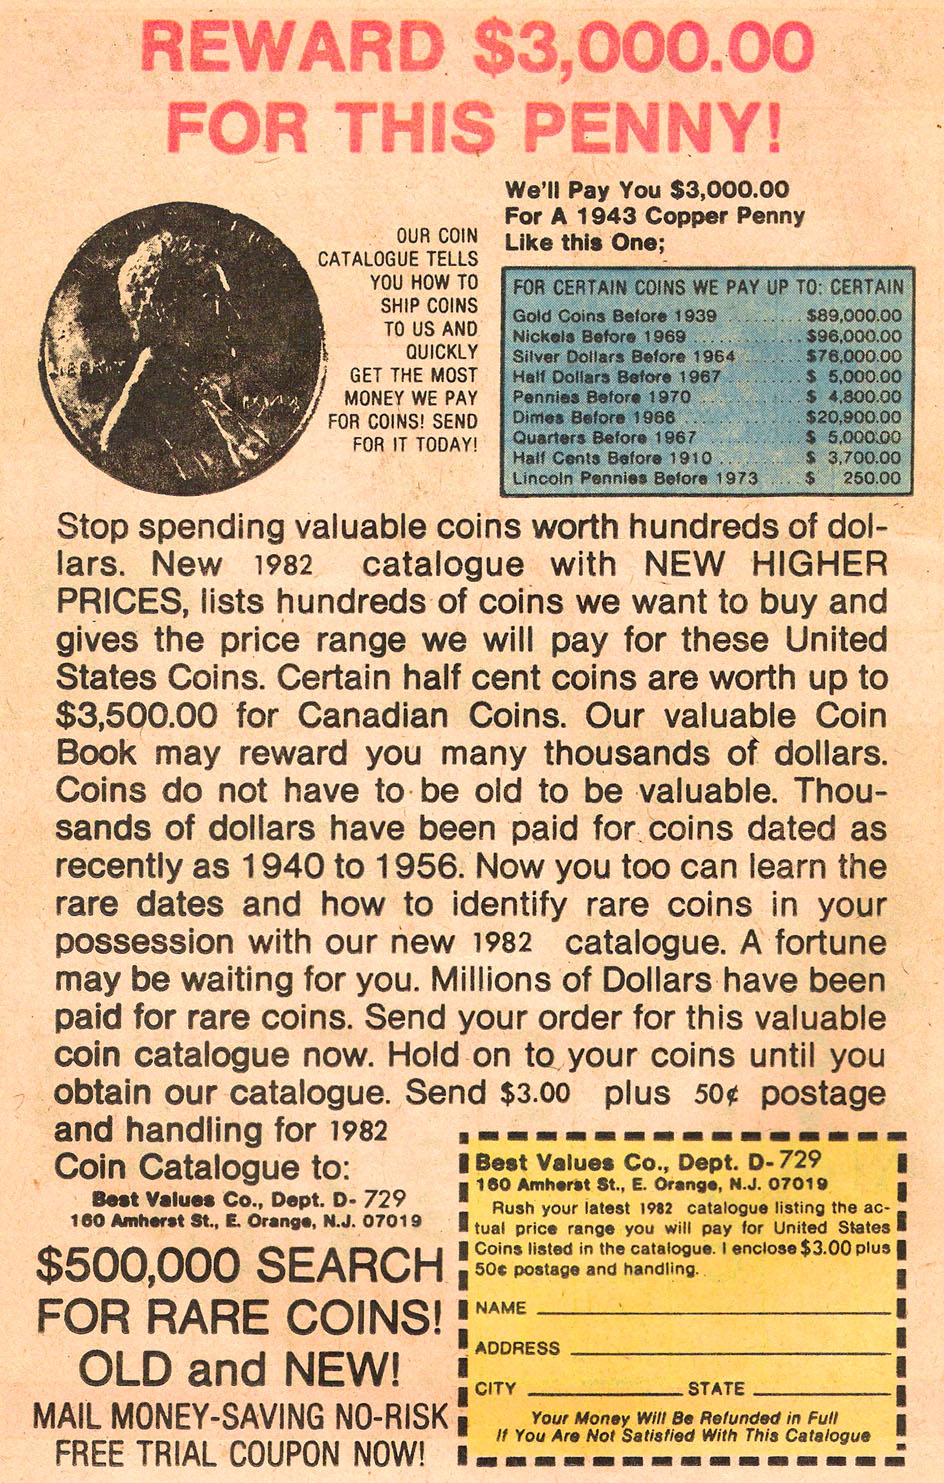 REWARD $3,000.00
FOR THIS PENNY!
We'll Pay You $3,000.00
For A 1943 Copper Penny
Like this One;
OUR COIN
CATALOGUE TELLS
YOU HOW TO
SHIP COINS
TO US AND
QUICKLY
GET THE MOST
MONEY WE PAY
FOR COINS! SEND
FOR IT TODAY!
FOR CERTAIN COINS WE PAY UP TO: CERTAIN
Gold Coins Before 1939 .......... $89,000.00
Nickels Before 1969 ............. $96,000.00
Silver Dollars Before 1964 ....... $76,000.00
Half Dollars Before 1967 ......... $ 5,000.00
Pennies Before 1970 ............. $ 4,800.00
Dimes Before 1966 .............. $20,900.00
Quarters Before 1967 ............ $ 5,000.00
Half Cents Before 1910 .......... $ 3,700.00
Lincoln Pennies Before 1973 .... $ 250.00
Stop spending valuable coins worth hundreds of dol-
lars. New 1982 catalogue with NEW HIGHER
PRICES, lists hundreds of coins we want to buy and
gives the price range we will pay for these United
States Coins. Certain half cent coins are worth up to
$3,500.00 for Canadian Coins. Our valuable Coin
Book may reward you many thousands of dollars.
Coins do not have to be old to be valuable. Thou-
sands of dollars have been paid for coins dated as
recently as 1940 to 1956. Now you too can learn the
rare dates and how to identify rare coins in your
possession with our new 1982 catalogue. A fortune
may be waiting for you. Millions of Dollars have been
paid for rare coins. Send your order for this valuable
coin catalogue now. Hold on to your coins until you
obtain our catalogue. Send $3.00 plus 50¢ postage
and handling for 1982
Coin Catalogue to:
Best Values Co., Dept. D-729
160 Amherst St., E. Orange, N.J. 07019
$500,000 SEARCH
FOR RARE COINS!
OLD and NEW!
MAIL MONEY-SAVING NO-RISK
FREE TRIAL COUPON NOW!
Best Values Co., Dept. D-729
160 Amherst St., E. Orange, N.J. 07019
Rush your latest 1982 catalogue listing the ac-
tual price range you will pay for United States
Coins listed in the catalogue. I enclose $3.00 plus
50¢ postage and handling.
NAME
ADDRESS
CITY STATE
Your Money Will Be Refunded in Full
If You Are Not Satisfied With This Catalogue